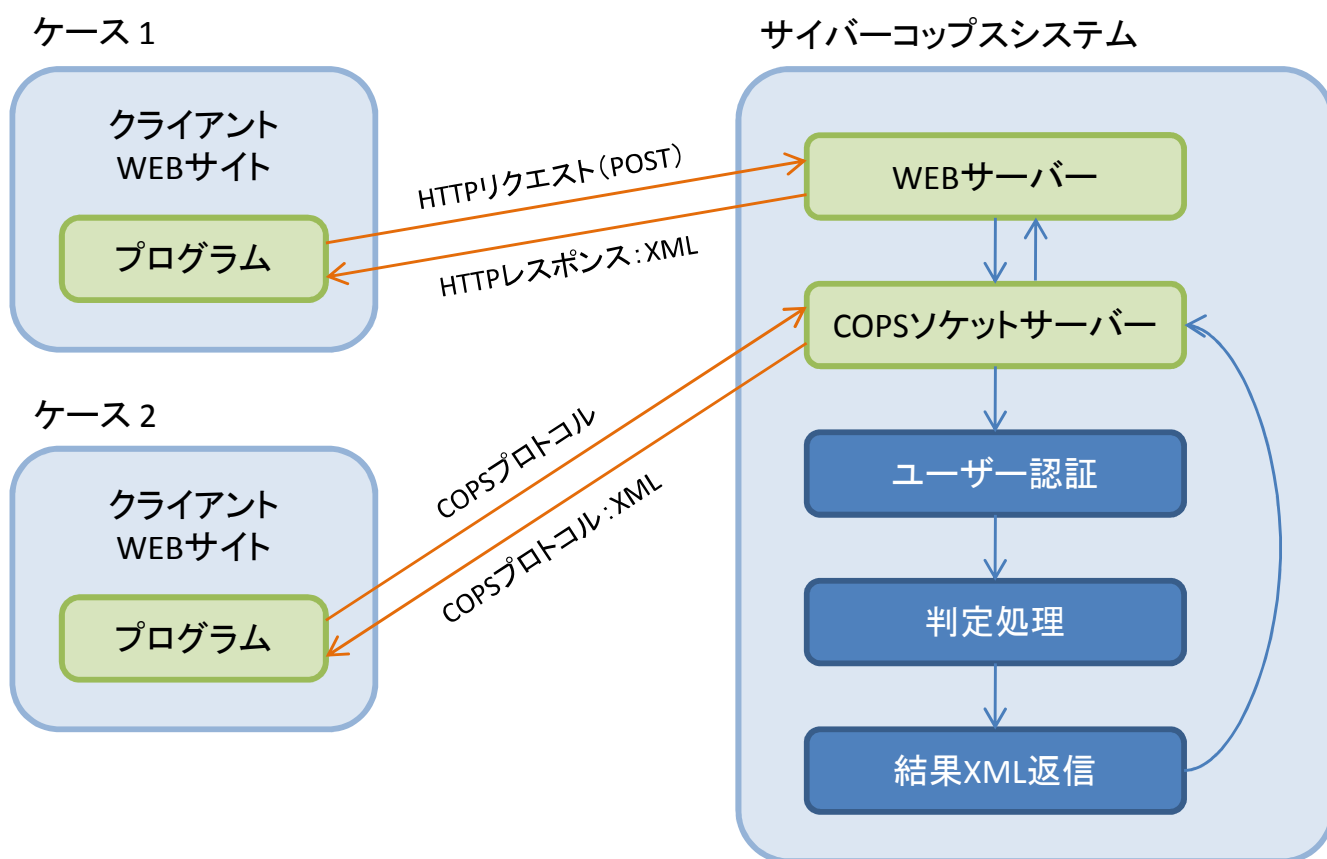 ケース 1
クライアント
WEBサイト
プログラム
HTTPリクエスト（POST）
HTTPレスポンス：XML
ケース 2
クライアント
WEBサイト
プログラム
COPSプロトコル
COPSプロトコル：XML
サイバーコップスシステム
WEBサーバー
COPSソケットサーバー
ユーザー認証
判定処理
結果XML返信